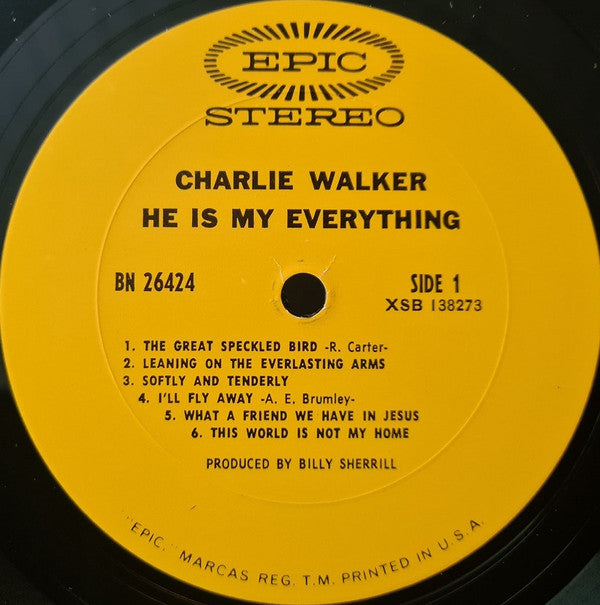 EPIC
STEREO
CHARLIE WALKER
HE IS MY EVERYTHING
BN 26424
SIDE 1
XSB 138273
1. THE GREAT SPECKLED BIRD -R. Carter-
2. LEANING ON THE EVERLASTING ARMS
3. SOFTLY AND TENDERLY
4. I'LL FLY AWAY -A. E. Brumley-
5. WHAT A FRIEND WE HAVE IN JESUS
6. THIS WORLD IS NOT MY HOME
PRODUCED BY BILLY SHERRILL
"EPIC," MARCAS REG. T.M. PRINTED IN U.S.A.